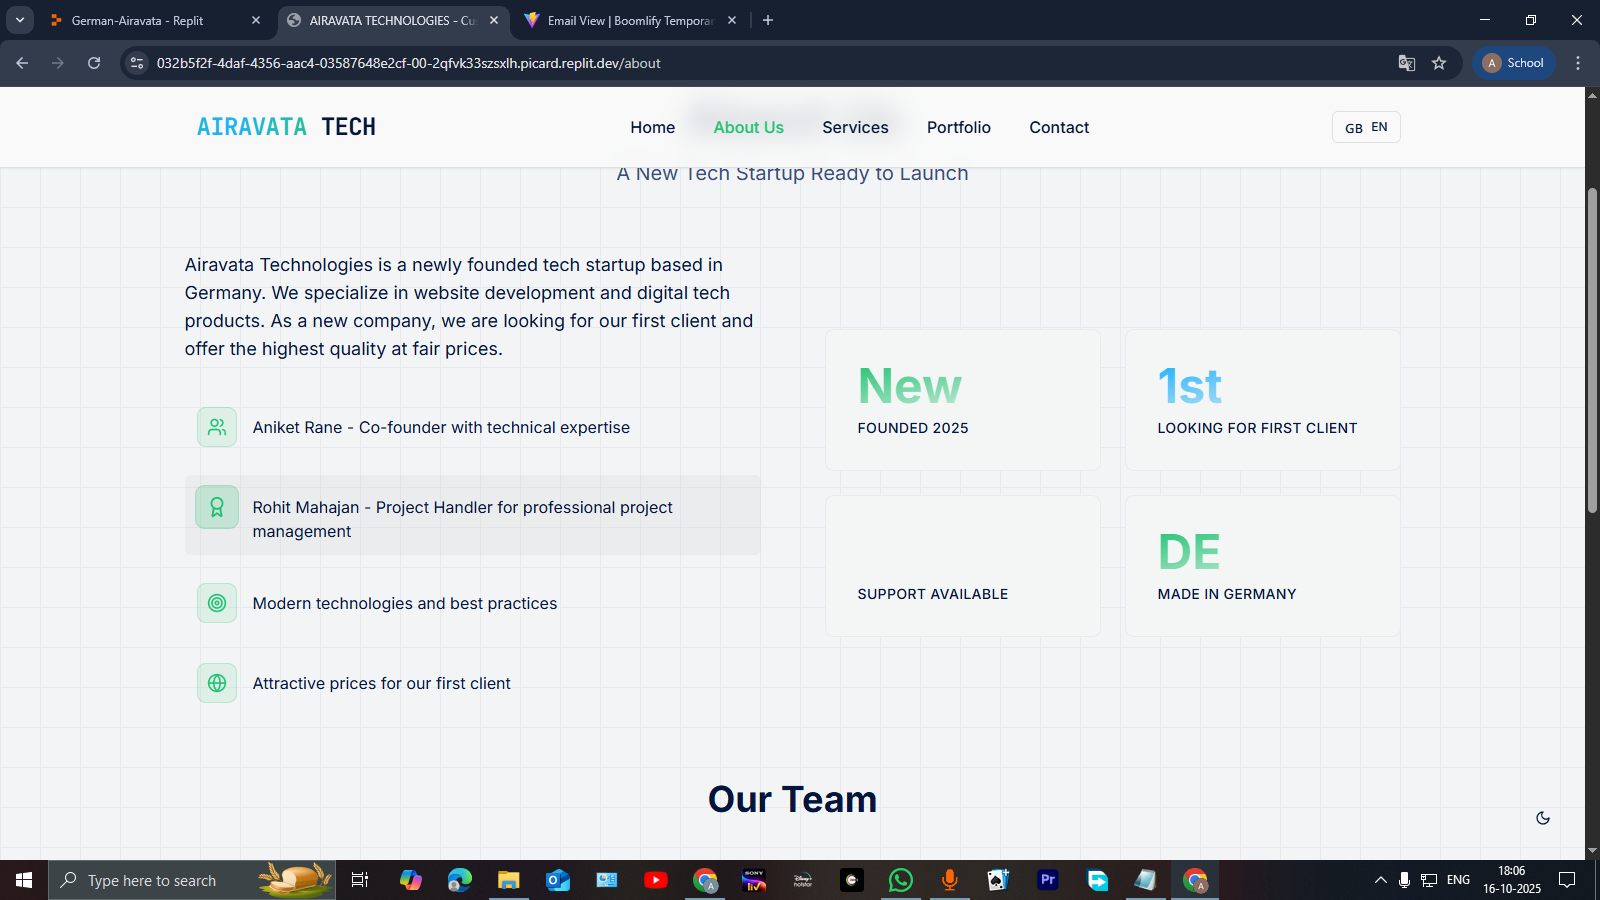 German-Airavata - Replit
AIRAVATA TECHNOLOGIES - Cu
Email View | Boomlify Tempora
032b5f2f-4daf-4356-aac4-03587648e2cf-00-2qfvk33szsxlh.picard.replit.dev/about
A School
AIRAVATA TECH
Home
About Us
Services
Portfolio
Contact
GB EN
A New Tech Startup Ready to Launch
Airavata Technologies is a newly founded tech startup based in
Germany. We specialize in website development and digital tech
products. As a new company, we are looking for our first client and
offer the highest quality at fair prices.
Aniket Rane - Co-founder with technical expertise
Rohit Mahajan - Project Handler for professional project
management
Modern technologies and best practices
Attractive prices for our first client
New
FOUNDED 2025
1st
LOOKING FOR FIRST CLIENT
SUPPORT AVAILABLE
DE
MADE IN GERMANY
Our Team
Type here to search
ENG
18:06
16-10-2025